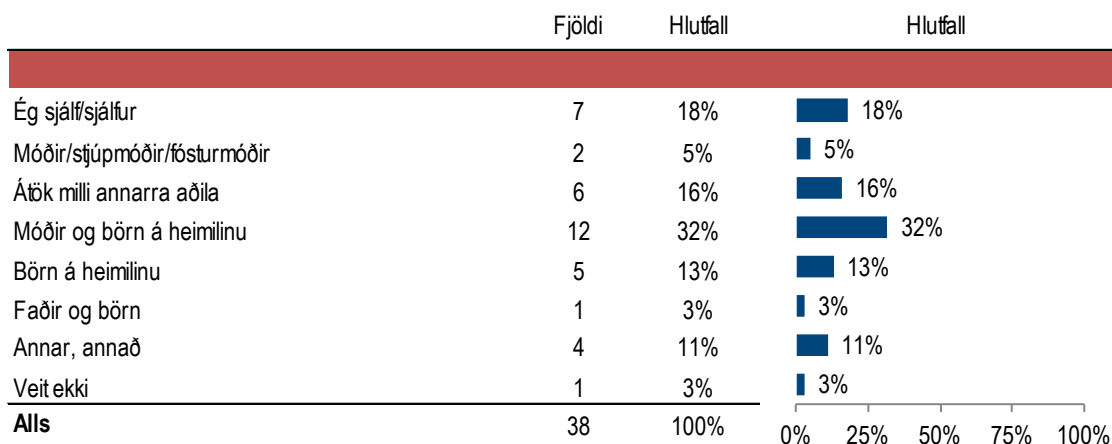 Fjöldi Hlutfall Hlutfall
Ég sjálf/sjálfur 7 18% 18%
Móðir/stjúpmóðir/fósturmóðir 2 5% 5%
Átök milli annarra aðila 6 16% 16%
Móðir og börn á heimilinu 12 32% 32%
Börn á heimilinu 5 13% 13%
Faðir og börn 1 3% 3%
Annar, annað 4 11% 11%
Veit ekki 1 3% 3%
Alls 38 100%
0% 25% 50% 75% 100%